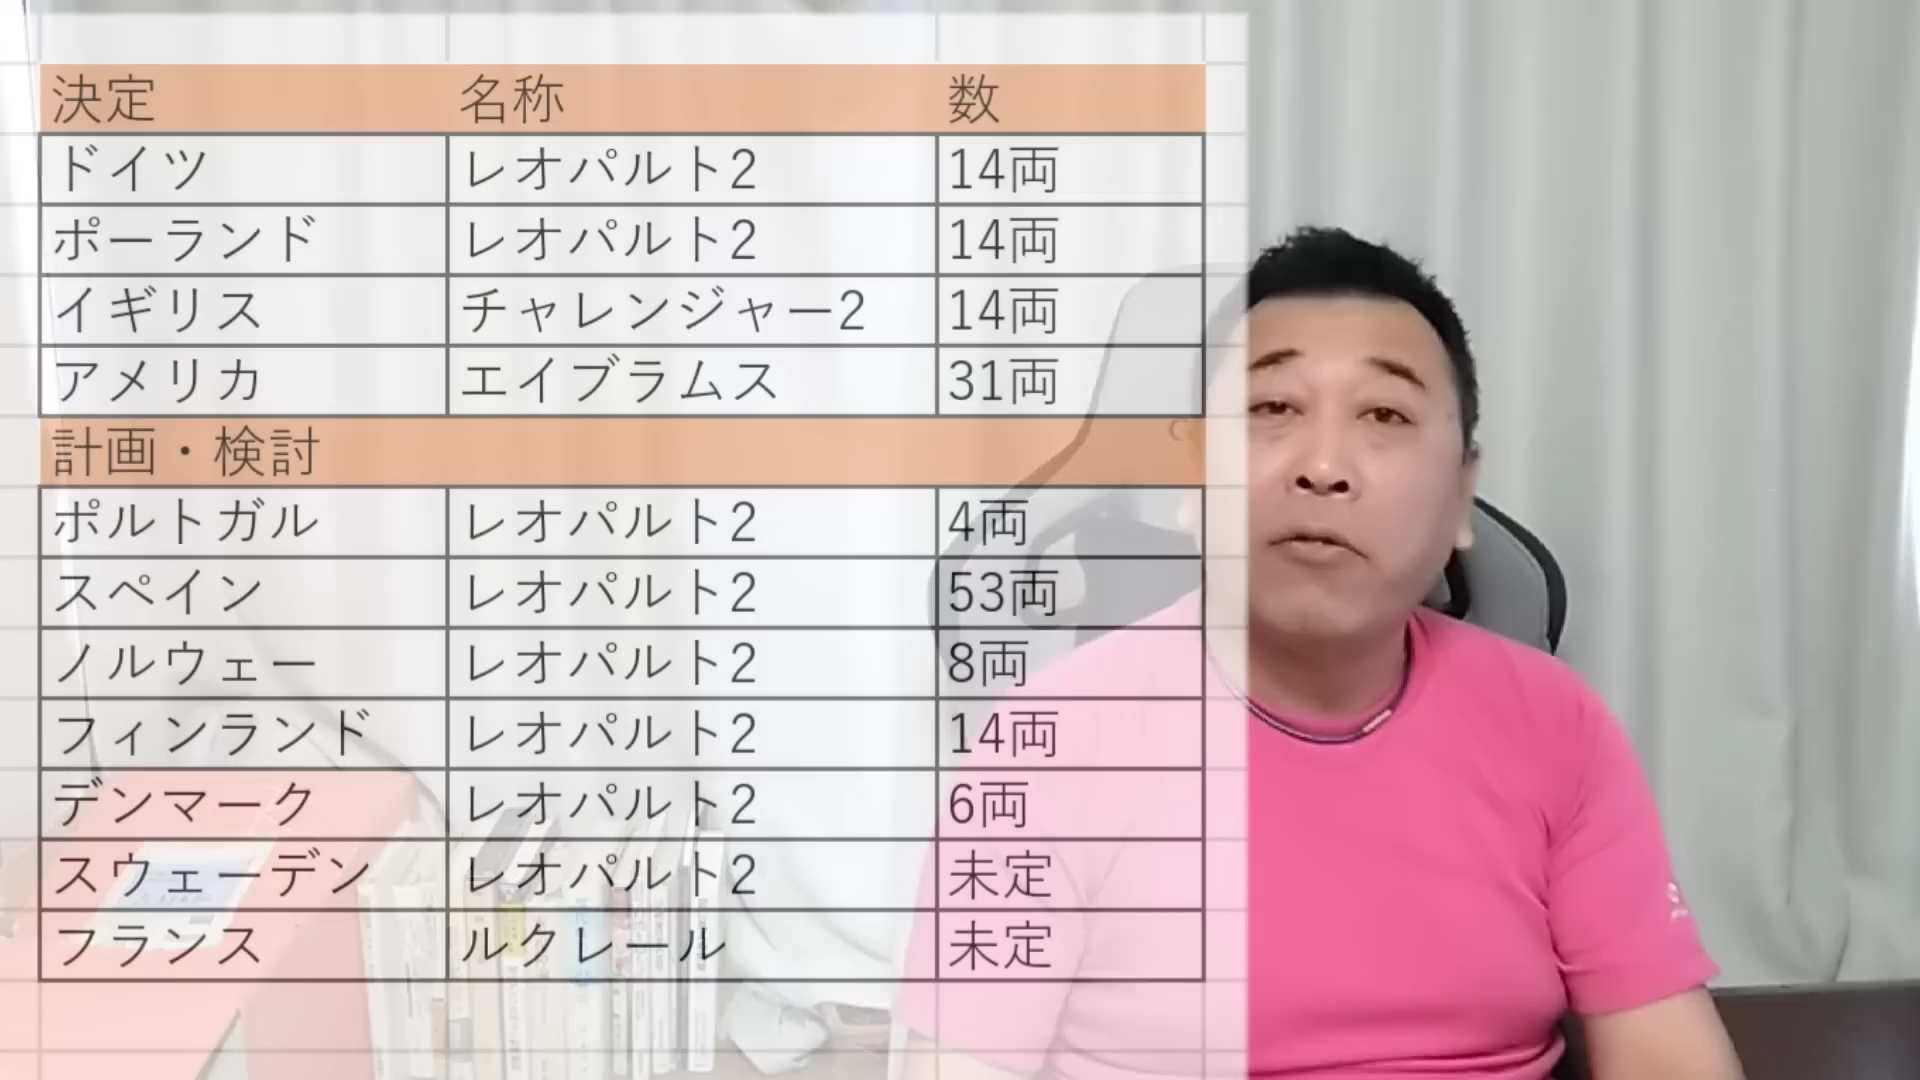 決定 名称 数
ドイツ レオパルト2 14両
ポーランド レオパルト2 14両
イギリス チャレンジャー2 14両
アメリカ エイブラムス 31両
計画・検討
ポルトガル レオパルト2 4両
スペイン レオパルト2 53両
ノルウェー レオパルト2 8両
フィンランド レオパルト2 14両
デンマーク レオパルト2 6両
スウェーデン レオパルト2 未定
フランス ルクレール 未定